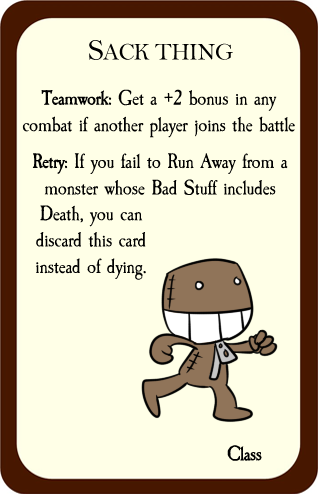 SACK THING
Teamwork: Get a +2 bonus in any
combat if another player joins the battle
Retry: If you fail to Run Away from a
monster whose Bad Stuff includes
Death, you can
discard this card
instead of dying.
Class